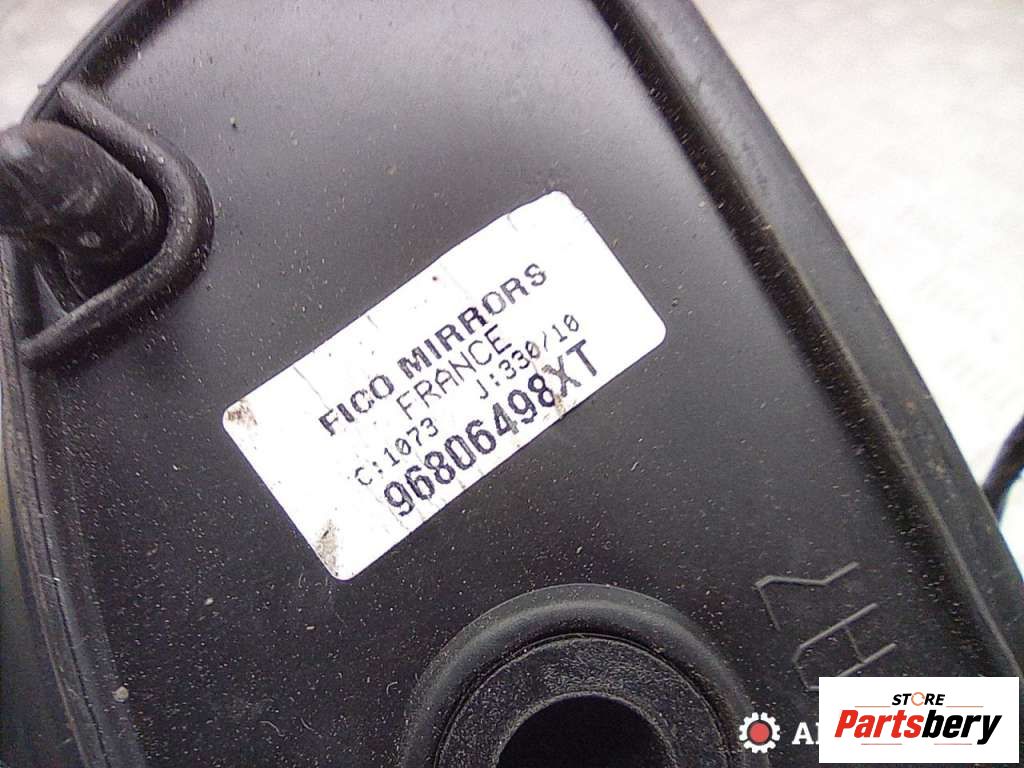 FICO MIRRORS
FRANCE
C:1073 J:330/10
96806498XT
STORE
Partsbery